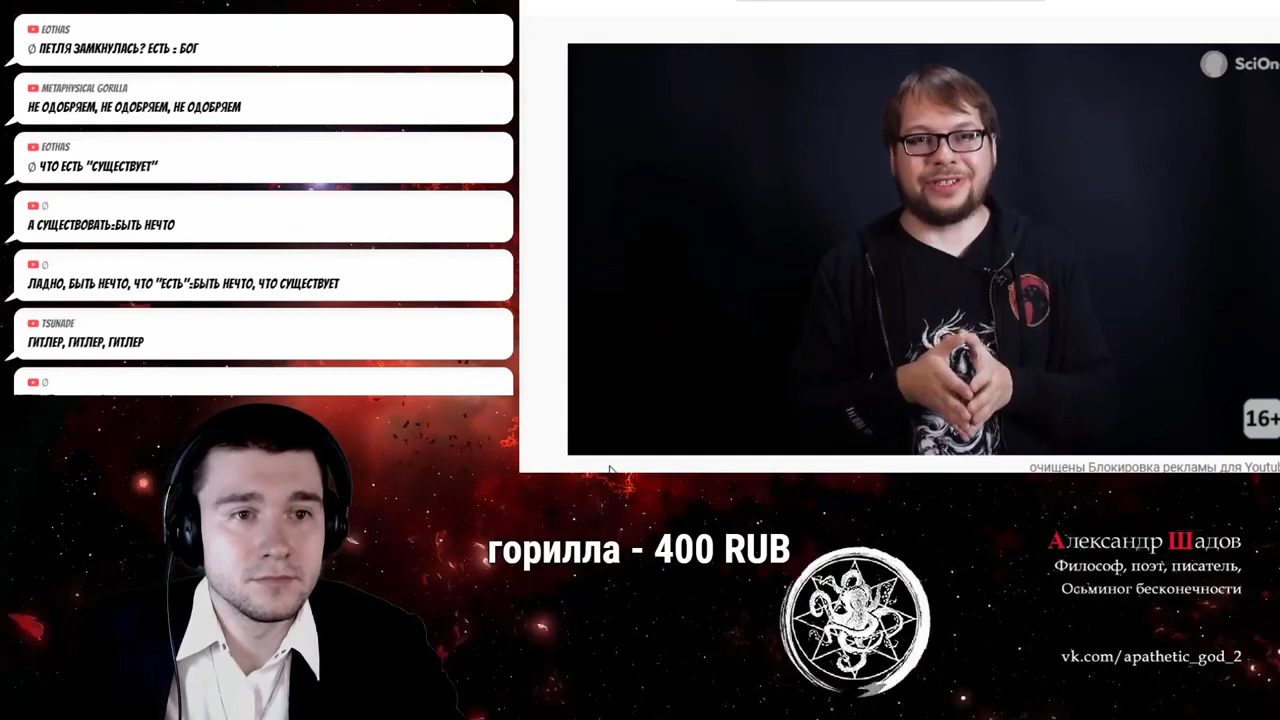 EOTHAS
Ø ПЕТЛЯ ЗАМКНУЛАСЬ? ЕСТЬ = БОГ
METAPHYSICAL GORILLA
НЕ ОДОБРЯЕМ, НЕ ОДОБРЯЕМ, НЕ ОДОБРЯЕМ
EOTHAS
Ø ЧТО ЕСТЬ "СУЩЕСТВУЕТ"
Ø
А СУЩЕСТВОВАТЬ=БЫТЬ НЕЧТО
Ø
ЛАДНО, БЫТЬ НЕЧТО, ЧТО "ЕСТЬ"=БЫТЬ НЕЧТО, ЧТО СУЩЕСТВУЕТ
TSUNADE
ГИТЛЕР, ГИТЛЕР, ГИТЛЕР
Ø
SciOn
16+
очищены Блокировка рекламы для Youtub
горилла - 400 RUB
Александр Шадов
Философ, поэт, писатель,
Осьминог бесконечности
vk.com/apathetic_god_2